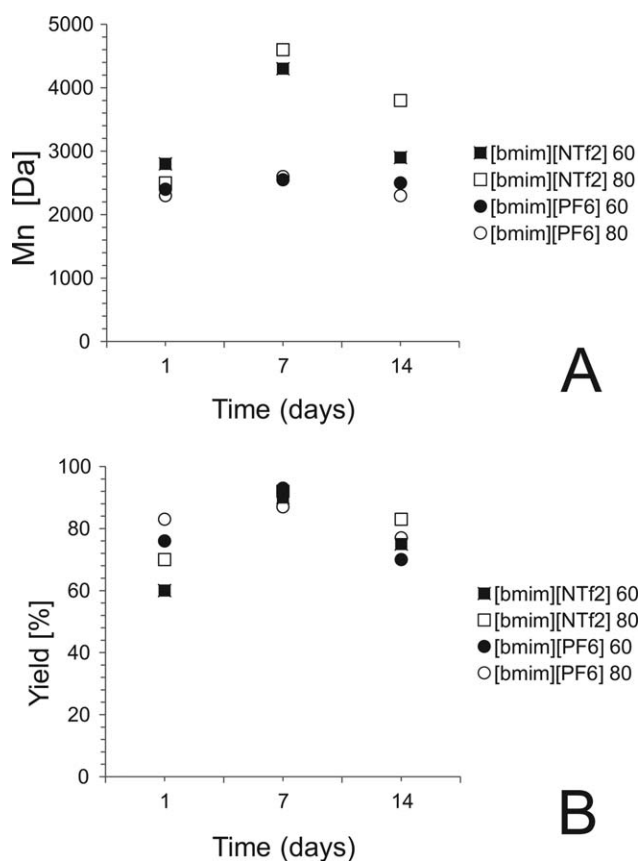 5000
4000
3000
2000
1000
0
Mn [Da]
1 7 14
Time (days)
[bmim][NTf2] 60
[bmim][NTf2] 80
[bmim][PF6] 60
[bmim][PF6] 80
A
100
80
60
40
20
0
Yield [%]
1 7 14
Time (days)
[bmim][NTf2] 60
[bmim][NTf2] 80
[bmim][PF6] 60
[bmim][PF6] 80
B